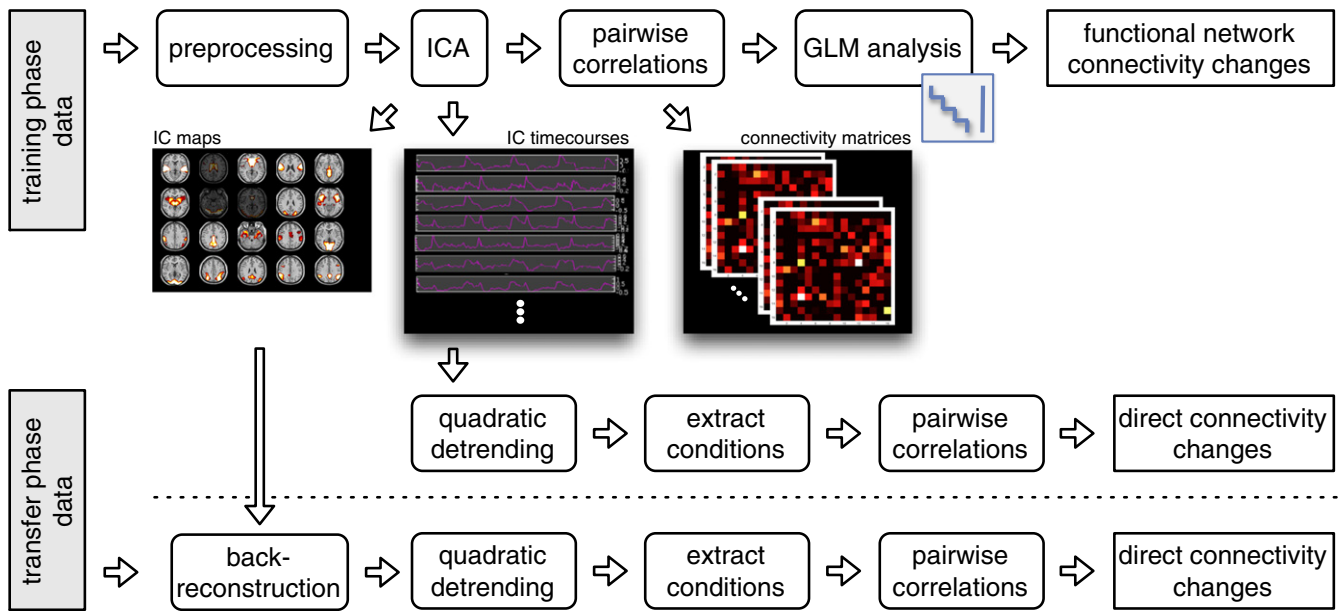 training phase
data
preprocessing
ICA
pairwise
correlations
GLM analysis
functional network
connectivity changes
IC maps
IC timecourses
connectivity matrices
transfer phase
data
quadratic
detrending
extract
conditions
pairwise
correlations
direct connectivity
changes
back-
reconstruction
quadratic
detrending
extract
conditions
pairwise
correlations
direct connectivity
changes